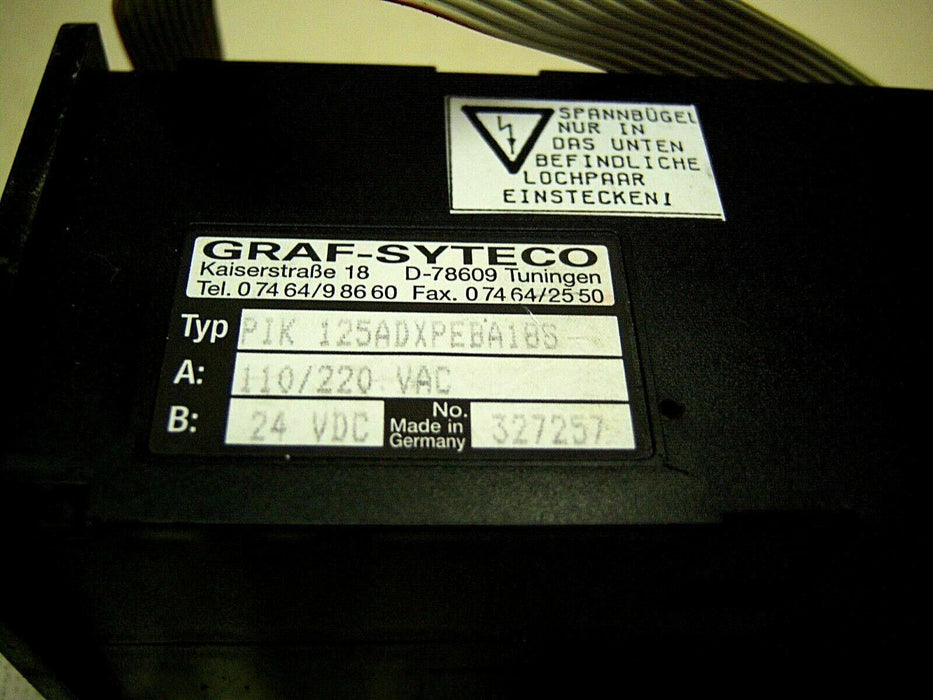 SPANNBÜGEL
NUR IN
DAS UNTEN
BEFINDLICHE
LOCHPAAR
EINSTECKEN!
GRAF-SYTECO
Kaiserstraße 18 D-78609 Tuningen
Tel. 0 74 64/9 86 60 Fax. 0 74 64/25 50
Typ PIK 125ADXPEBA1BS
A: 110/220 VAC
B: 24 VDC No. Made in Germany 327257